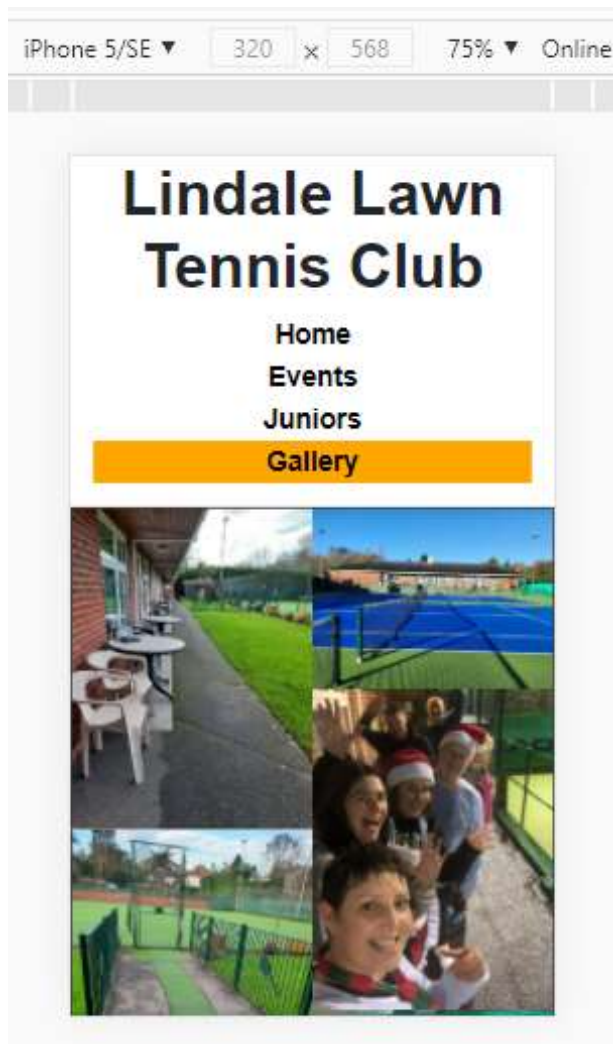 iPhone 5/SE ▼ 320 × 568 75% ▼ Online
Lindale Lawn
Tennis Club
Home
Events
Juniors
Gallery